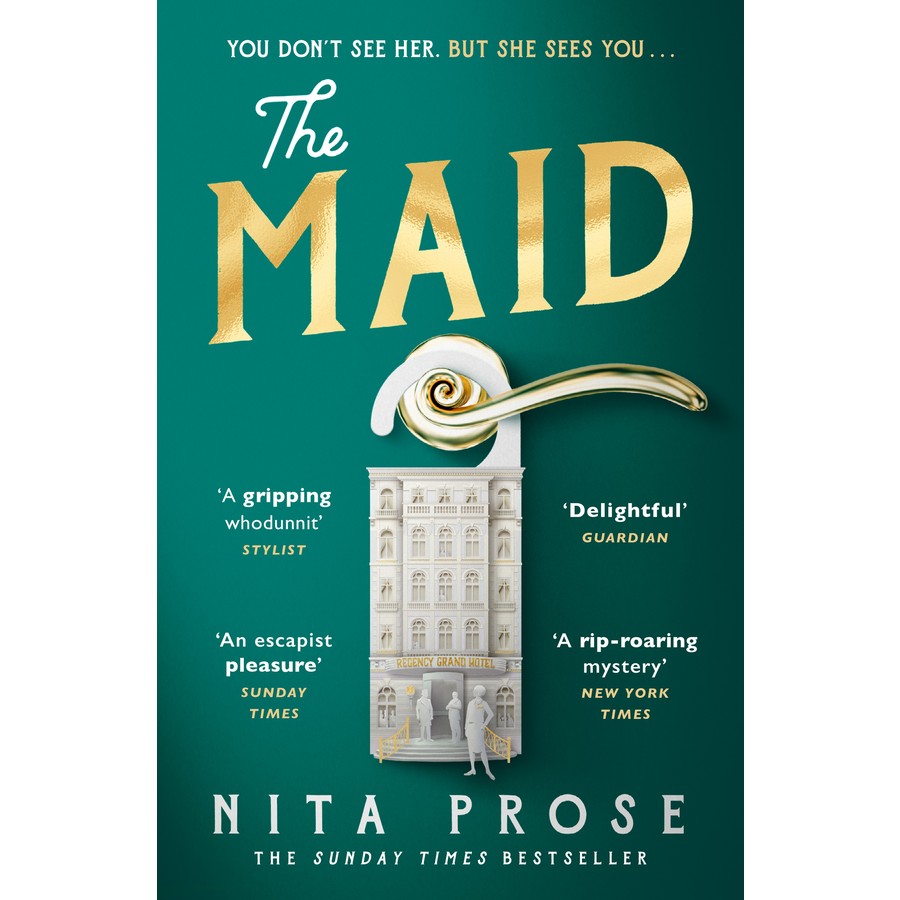 YOU DON'T SEE HER. BUT SHE SEES YOU...
The
MAID
'A gripping
whodunnit'
STYLIST
'Delightful'
GUARDIAN
'An escapist
pleasure'
SUNDAY
TIMES
'A rip-roaring
mystery'
NEW YORK
TIMES
REGENCY GRAND HOTEL
NITA PROSE
THE SUNDAY TIMES BESTSELLER